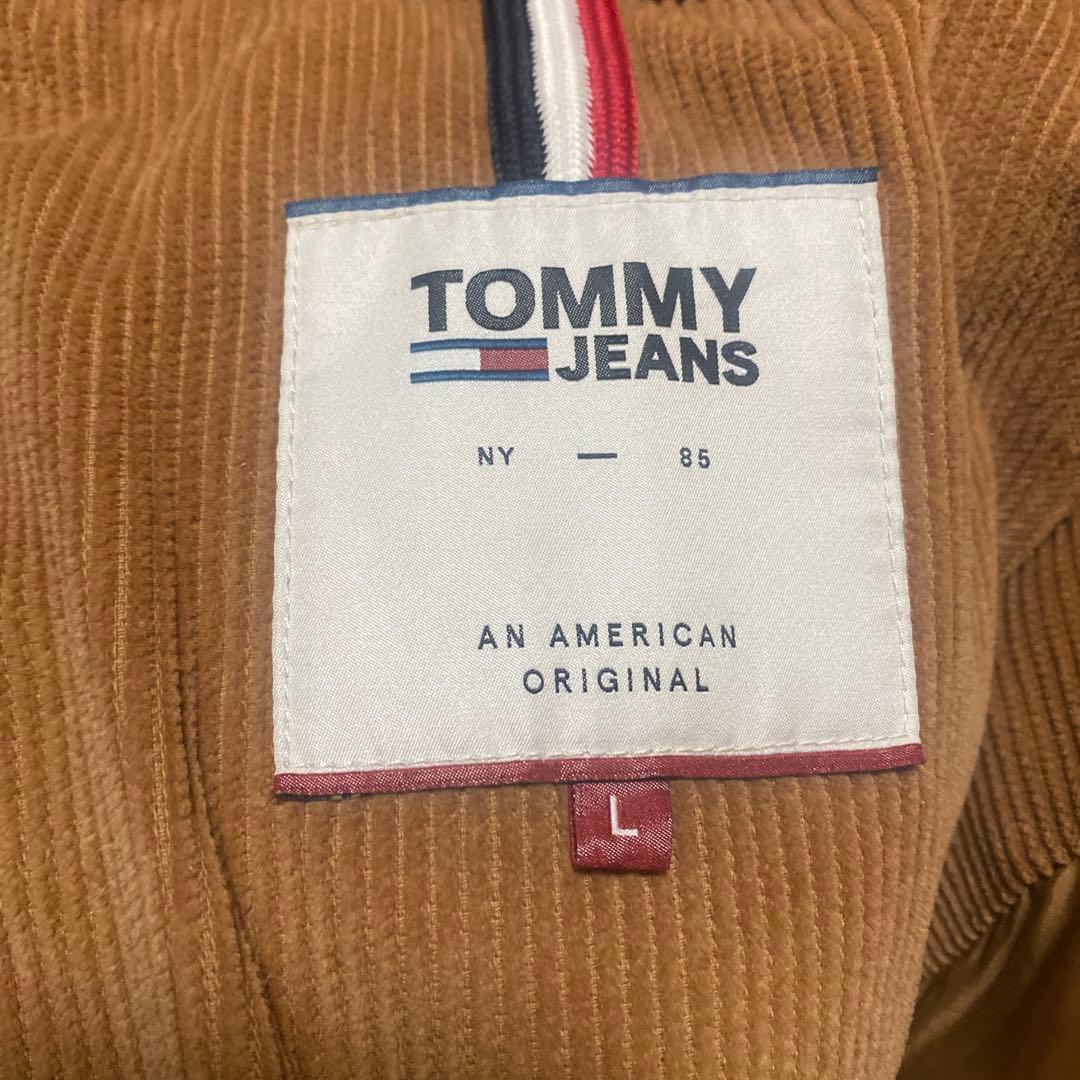 TOMMY
JEANS
NY — 85
AN AMERICAN
ORIGINAL
L